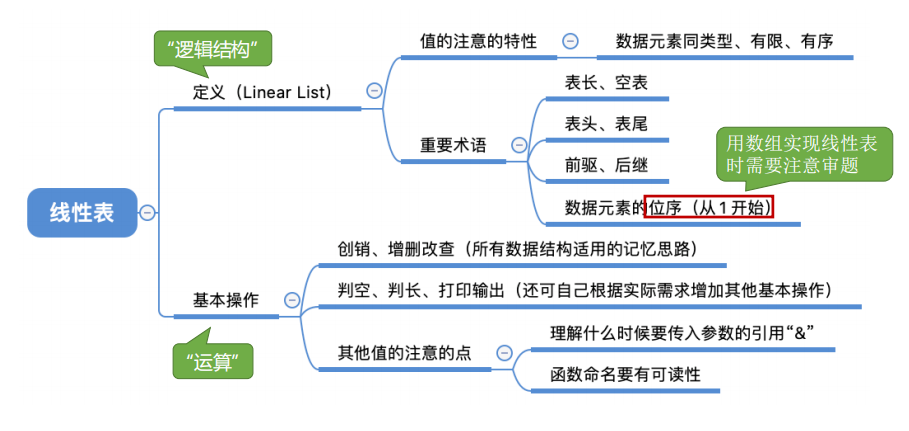 “逻辑结构”
值的注意的特性
数据元素同类型、有限、有序
定义（Linear List）
表长、空表
表头、表尾
重要术语
用数组实现线性表
时需要注意审题
前驱、后继
数据元素的位序（从1开始）
线性表
创销、增删改查（所有数据结构适用的记忆思路）
基本操作
判空、判长、打印输出（还可自己根据实际需求增加其他基本操作）
“运算”
其他值的注意的点
理解什么时候要传入参数的引用“&”
函数命名要有可读性